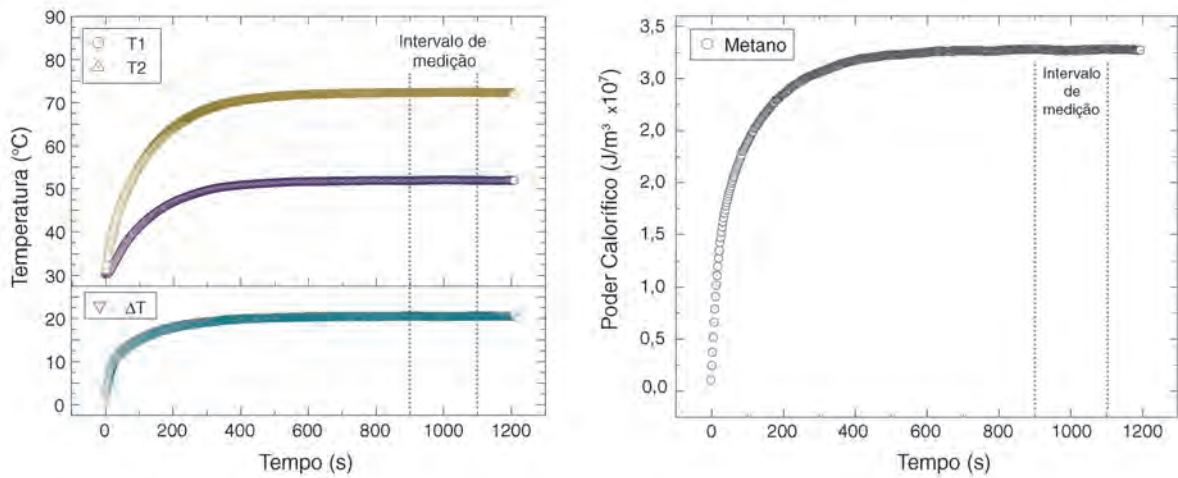 90
80
70
60
50
40
30
Temperatura (°C)
T1
T2
Intervalo de
medição
20
10
0
ΔT
0 200 400 600 800 1000 1200
Tempo (s)
3,5
3,0
2,5
2,0
1,5
1,0
0,5
0,0
Poder Calorífico (J/m³ x10⁷)
Metano
Intervalo
de
medição
0 200 400 600 800 1000 1200
Tempo (s)